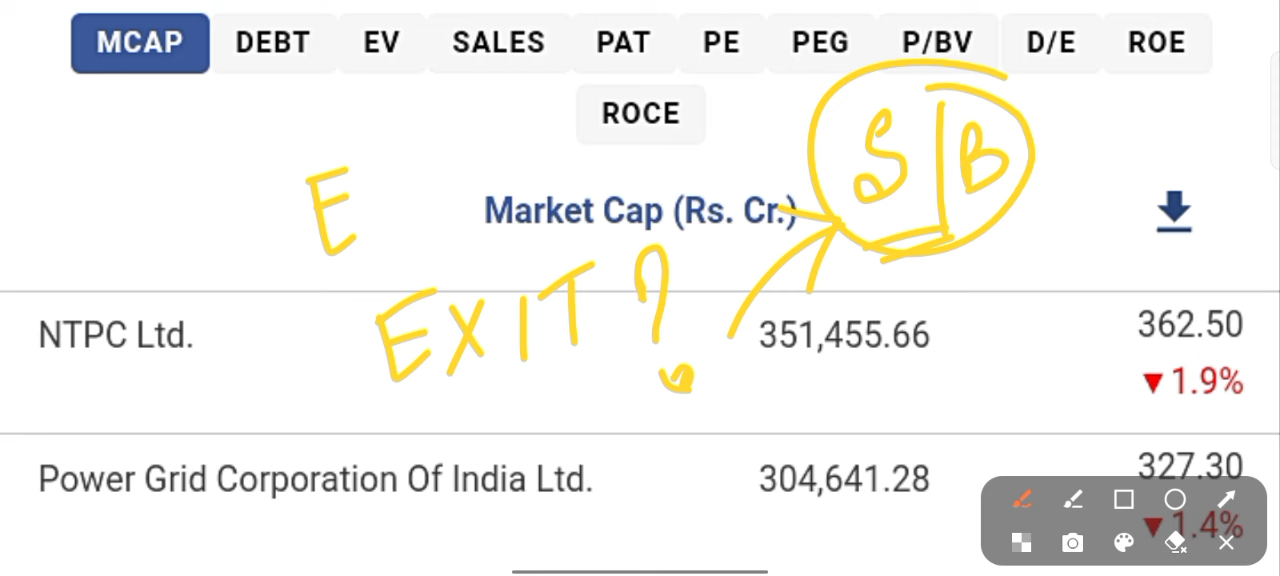 MCAP DEBT EV SALES PAT PE PEG P/BV D/E ROE
ROCE
S | B
E
Market Cap (Rs. Cr.)
EXIT ?
NTPC Ltd. 351,455.66 362.50
▼1.9%
Power Grid Corporation Of India Ltd. 304,641.28 327.30
▼1.4%